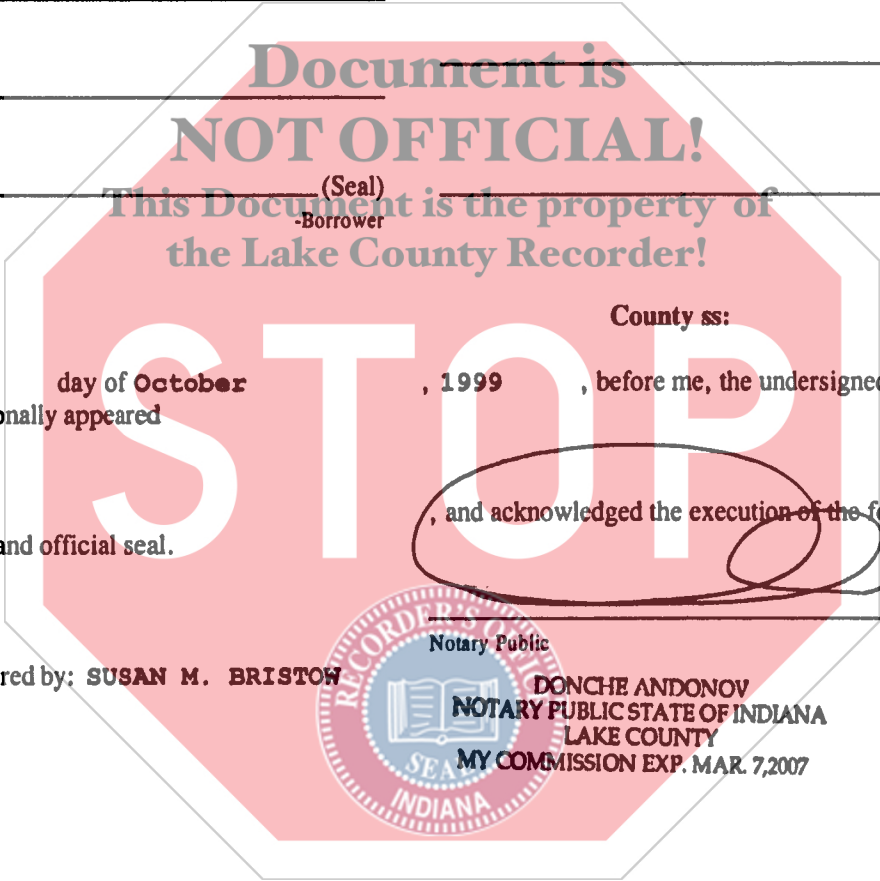 Document is
NOT OFFICIAL!
(Seal)
This Document is the property of
-Borrower
the Lake County Recorder!
County ss:
STOP
day of October , 1999 , before me, the undersigned
onally appeared
, and acknowledged the execution of the fo
and official seal.
RECORDER'S OFFICE
Notary Public
red by: SUSAN M. BRISTOW
DONCHE ANDONOV
NOTARY PUBLIC STATE OF INDIANA
LAKE COUNTY
SEAL
MY COMMISSION EXP. MAR. 7,2007
INDIANA